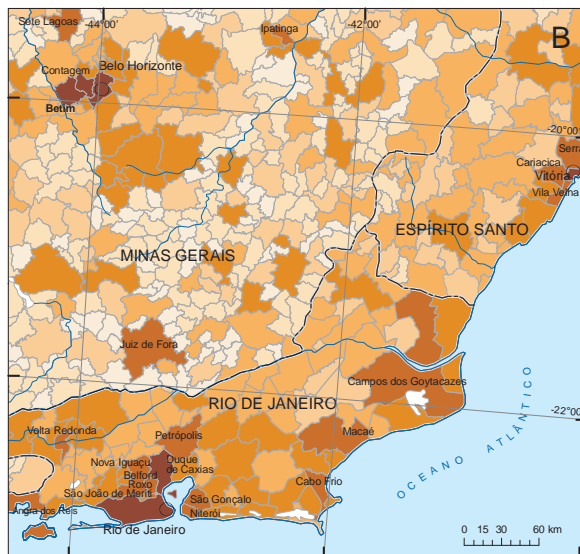 -44°00'
-42°00'
B
Sete Lagoas
Ipatinga
Contagem
Belo Horizonte
Betim
-20°00'
Serra
Cariacica
Vitória
Vila Velha
ESPÍRITO SANTO
MINAS GERAIS
Juiz de Fora
Campos dos Goytacazes
RIO DE JANEIRO
-22°00'
Volta Redonda
Petrópolis
Macaé
Nova Iguaçu
Duque
de Caxias
Belford
Roxo
São João de Meriti
Cabo Frio
São Gonçalo
Angra dos Reis
Niterói
Rio de Janeiro
OCEANO ATLÂNTICO
0 15 30 60 km